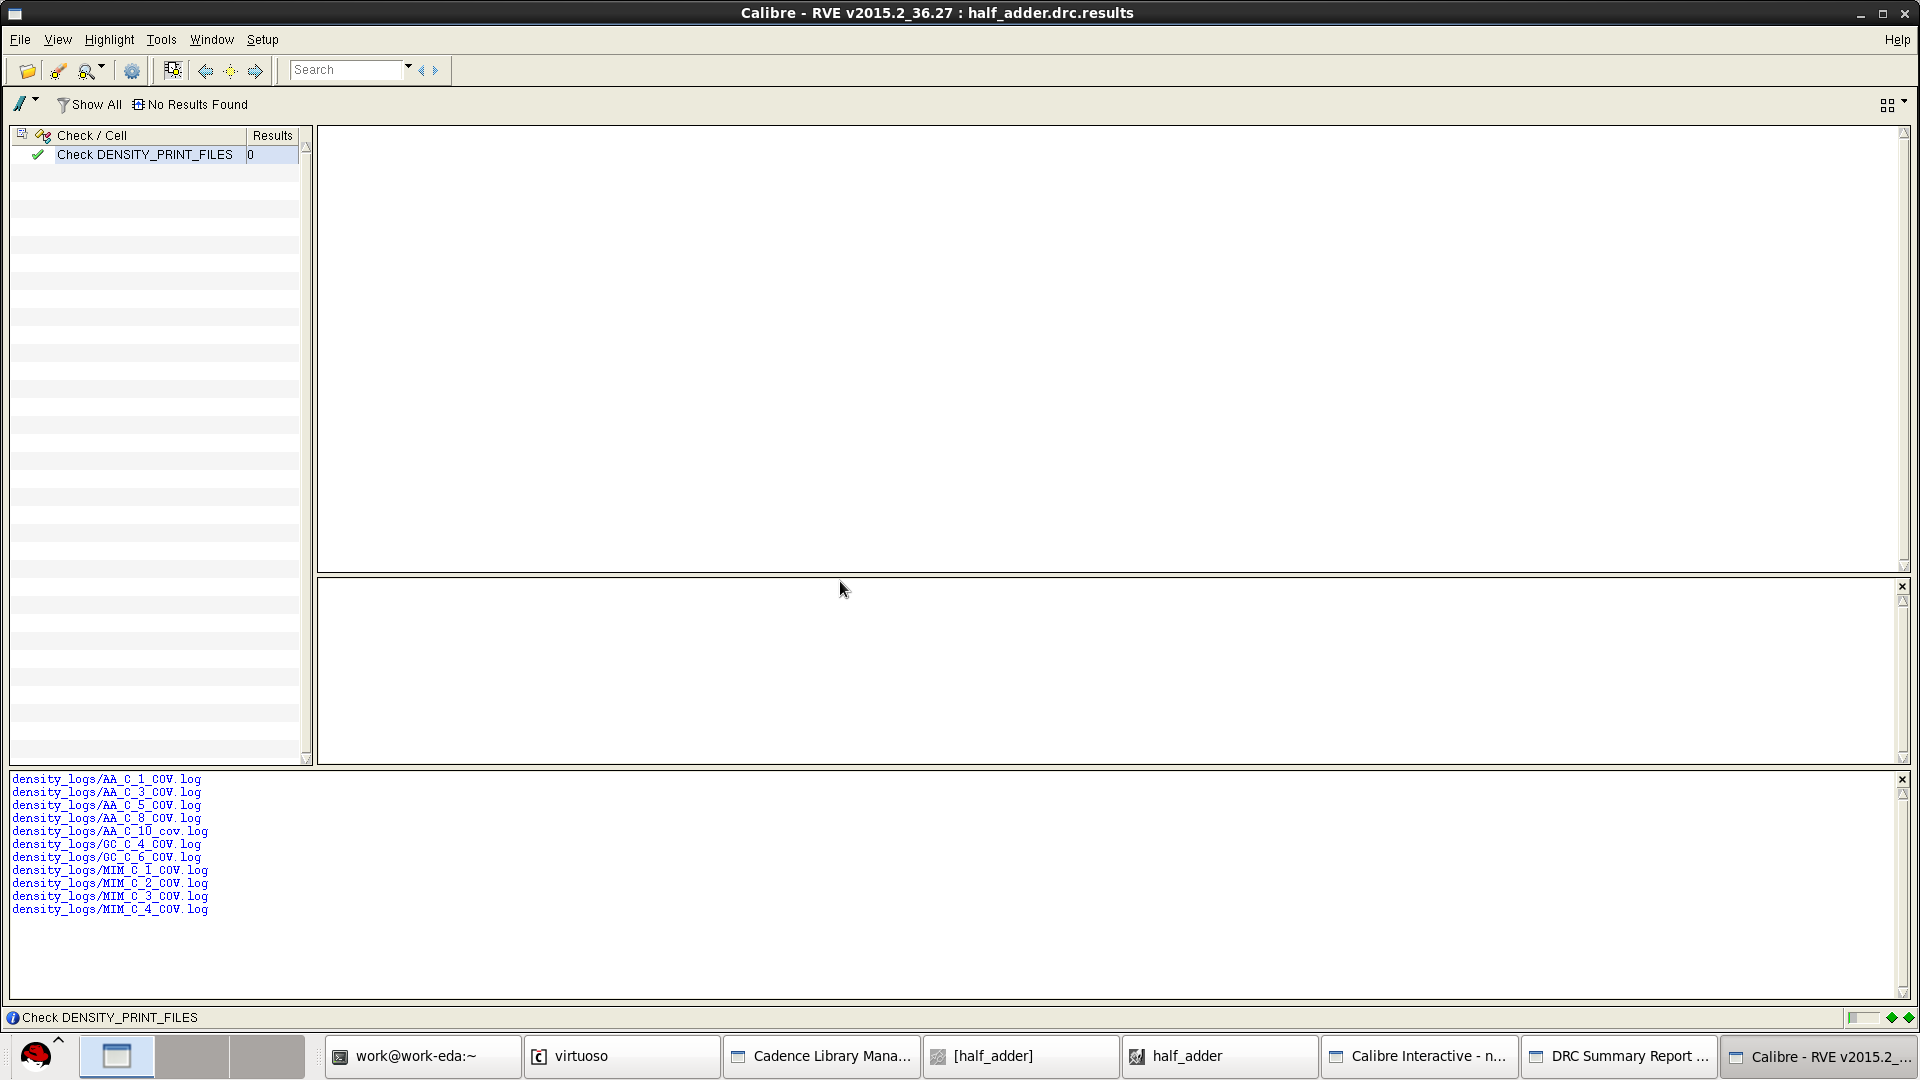 Calibre - RVE v2015.2_36.27 : half_adder.drc.results
File View Highlight Tools Window Setup Help
Search
Show All No Results Found
Check / Cell Results
Check DENSITY_PRINT_FILES 0
density_logs/AA_C_1_COV.log
density_logs/AA_C_3_COV.log
density_logs/AA_C_5_COV.log
density_logs/AA_C_8_COV.log
density_logs/AA_C_10_cov.log
density_logs/GC_C_4_COV.log
density_logs/GC_C_6_COV.log
density_logs/MIM_C_1_COV.log
density_logs/MIM_C_2_COV.log
density_logs/MIM_C_3_COV.log
density_logs/MIM_C_4_COV.log
Check DENSITY_PRINT_FILES
work@work-eda:~ virtuoso Cadence Library Mana... [half_adder] half_adder Calibre Interactive - n... DRC Summary Report ... Calibre - RVE v2015.2_...